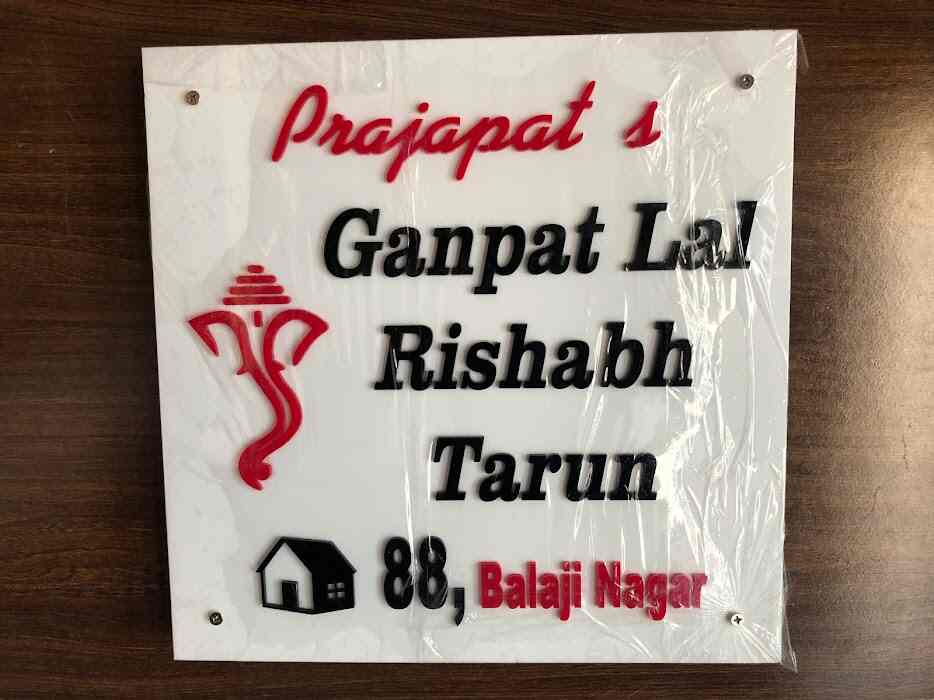 Prajapat s
Ganpat Lal
Rishabh
Tarun
88, Balaji Nagar